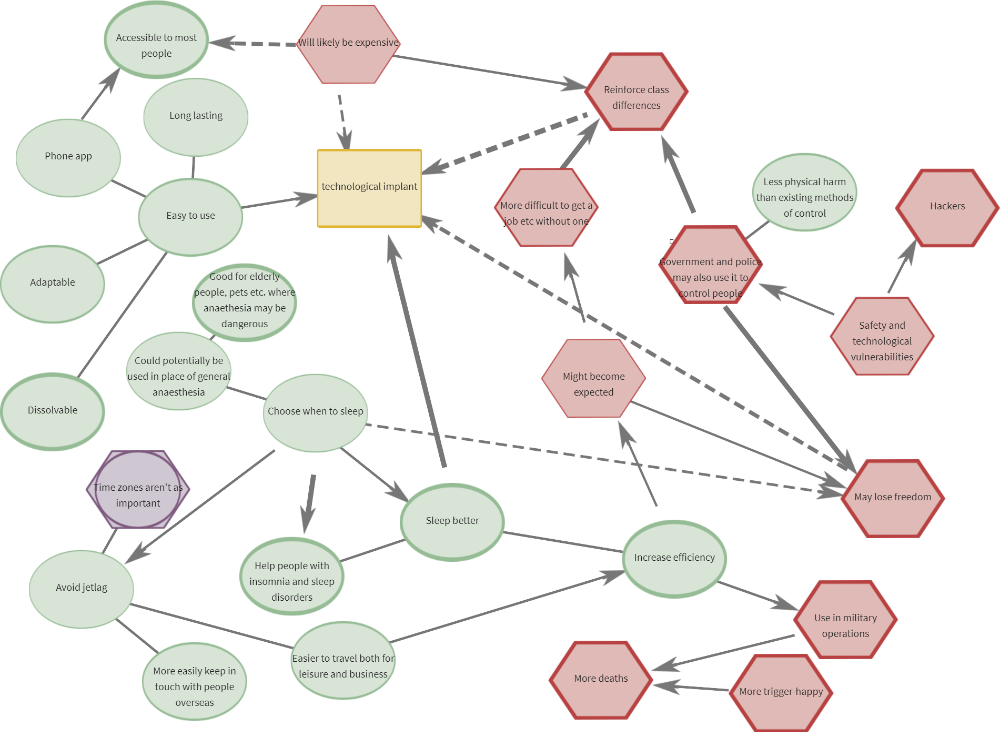 Accessible to most
people
Will likely be expensive
Reinforce class
differences
Long lasting
Phone app
technological implant
Easy to use
More difficult to get a
job etc without one
Less physical harm
than existing methods
of control
Hackers
Government and police
may also use it to
control people
Adaptable
Good for elderly
people, pets etc. where
anaethesia may be
dangerous
Safety and
technological
vulnerabilities
Could potentially be
used in place of general
anaesthesia
Might become
expected
Dissolvable
Choose when to sleep
Time zones aren't as
important
May lose freedom
Sleep better
Increase efficiency
Help people with
insomnia and sleep
disorders
Avoid jetlag
Use in military
operations
Easier to travel both for
leisure and business
More easily keep in
touch with people
overseas
More deaths
More trigger-happy